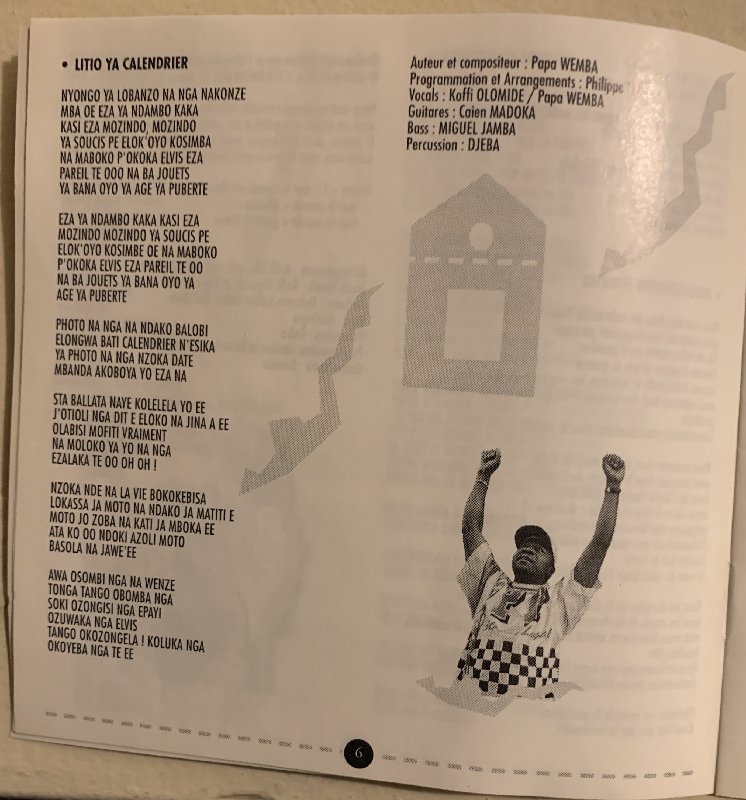 • LITIO YA CALENDRIER
NYONGO YA LOBANZO NA NGA NAKONZE
MBA OE EZA YA NDAMBO KAKA
KASI EZA MOZINDO, MOZINDO
YA SOUCIS PE ELOK'OYO KOSIMBA
NA MABOKO P'OKOKA ELVIS EZA
PAREIL TE OOO NA BA JOUETS
YA BANA OYO YA AGE YA PUBERTE
EZA YA NDAMBO KAKA KASI EZA
MOZINDO MOZINDO YA SOUCIS PE
ELOK'OYO KOSIMBE OE NA MABOKO
P'OKOKA ELVIS EZA PAREIL TE OO
NA BA JOUETS YA BANA OYO YA
AGE YA PUBERTE
PHOTO NA NGA NA NDAKO BALOBI
ELONGWA BATI CALENDRIER N'ESIKA
YA PHOTO NA NGA NZOKA DATE
MBANDA AKOBOYA YO EZA NA
STA BALLATA NAYE KOLELELA YO EE
J'OTIOLI NGA DIT E ELOKO NA JINA A EE
OLABISI MOFITI VRAIMENT
NA MOLOKO YA YO NA NGA
EZALAKA TE OO OH OH !
NZOKA NDE NA LA VIE BOKOKEBISA
LOKASSA JA MOTO NA NDAKO JA MATITI E
MOTO JO ZOBA NA KATI JA MBOKA EE
ATA KO OO NDOKI AZOLI MOTO
BASOLA NA JAWE'EE
AWA OSOMBI NGA NA WENZE
TONGA TANGO OBOMBA NGA
SOKI OZONGISI NGA EPAYI
OZUWAKA NGA ELVIS
TANGO OKOZONGELA ! KOLUKA NGA
OKOYEBA NGA TE EE
Auteur et compositeur : Papa WEMBA
Programmation et Arrangements : Philippe
Vocals : Koffi OLOMIDE / Papa WEMBA
Guitares : Caien MADOKA
Bass : MIGUEL JAMBA
Percussion : DJEBA
6